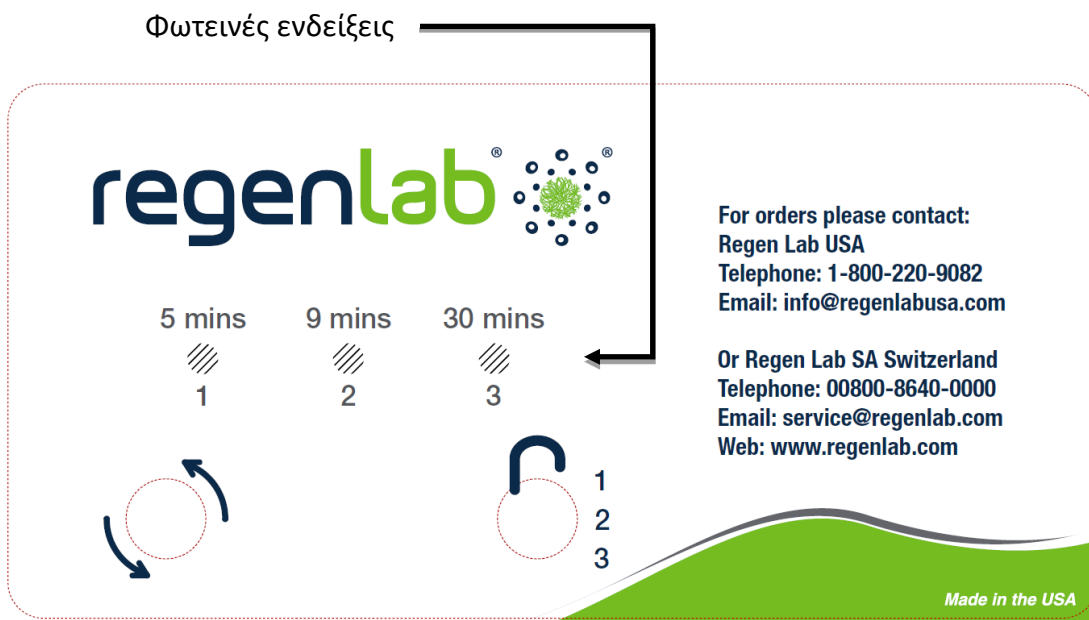 Φωτεινές ενδείξεις
regenlab® ®
For orders please contact:
Regen Lab USA
Telephone: 1-800-220-9082
Email: info@regenlabusa.com
Or Regen Lab SA Switzerland
Telephone: 00800-8640-0000
Email: service@regenlab.com
Web: www.regenlab.com
5 mins 9 mins 30 mins
1 2 3
1
2
3
Made in the USA